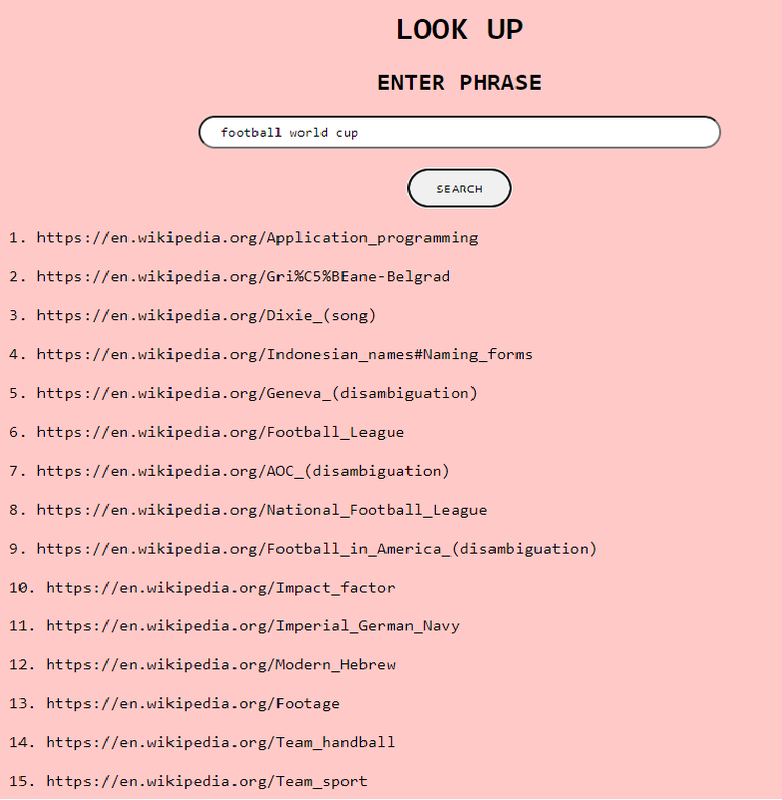 LOOK UP
ENTER PHRASE
football world cup
SEARCH
1. https://en.wikipedia.org/Application_programming
2. https://en.wikipedia.org/Gri%C5%BEane-Belgrad
3. https://en.wikipedia.org/Dixie_(song)
4. https://en.wikipedia.org/Indonesian_names#Naming_forms
5. https://en.wikipedia.org/Geneva_(disambiguation)
6. https://en.wikipedia.org/Football_League
7. https://en.wikipedia.org/AOC_(disambiguation)
8. https://en.wikipedia.org/National_Football_League
9. https://en.wikipedia.org/Football_in_America_(disambiguation)
10. https://en.wikipedia.org/Impact_factor
11. https://en.wikipedia.org/Imperial_German_Navy
12. https://en.wikipedia.org/Modern_Hebrew
13. https://en.wikipedia.org/Footage
14. https://en.wikipedia.org/Team_handball
15. https://en.wikipedia.org/Team_sport